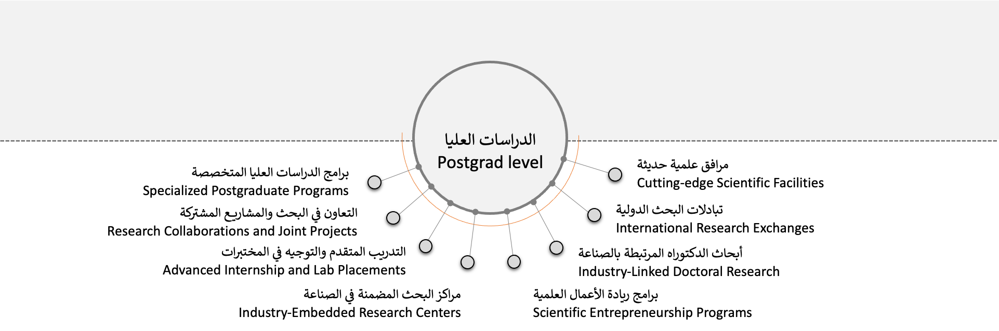 الدراسات العليا
Postgrad level
برامج الدراسات العليا المتخصصة
Specialized Postgraduate Programs
التعاون في البحث والمشاريع المشتركة
Research Collaborations and Joint Projects
التدريب المتقدم والتوجيه في المختبرات
Advanced Internship and Lab Placements
مراكز البحث المضمنة في الصناعة
Industry-Embedded Research Centers
مرافق علمية حديثة
Cutting-edge Scientific Facilities
تبادلات البحث الدولية
International Research Exchanges
أبحاث الدكتوراه المرتبطة بالصناعة
Industry-Linked Doctoral Research
برامج ريادة الأعمال العلمية
Scientific Entrepreneurship Programs